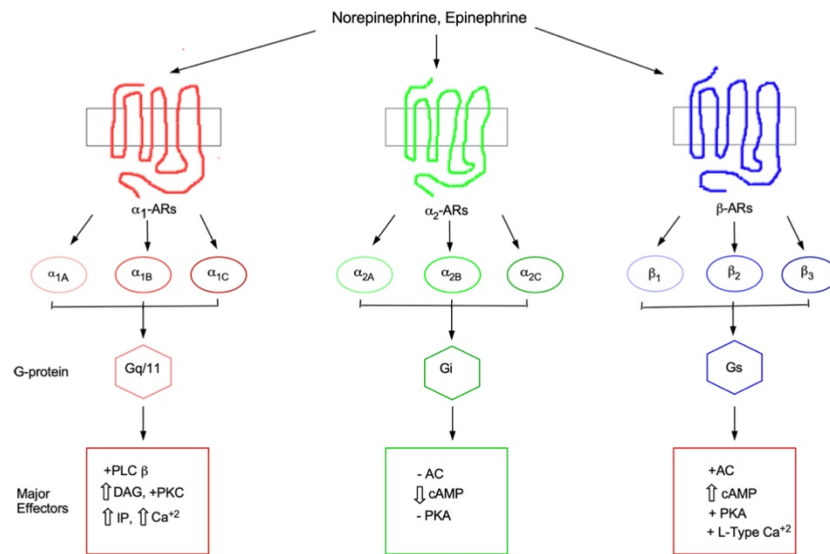 Norepinephrine, Epinephrine
α1-ARs
α2-ARs
β-ARs
α1A
α1B
α1C
α2A
α2B
α2C
β1
β2
β3
G-protein
Gq/11
Gi
Gs
Major
Effectors
+PLC β
⇧DAG, +PKC
⇧IP, ⇧Ca+2
- AC
⇩cAMP
- PKA
+AC
⇧ cAMP
+ PKA
+ L-Type Ca+2